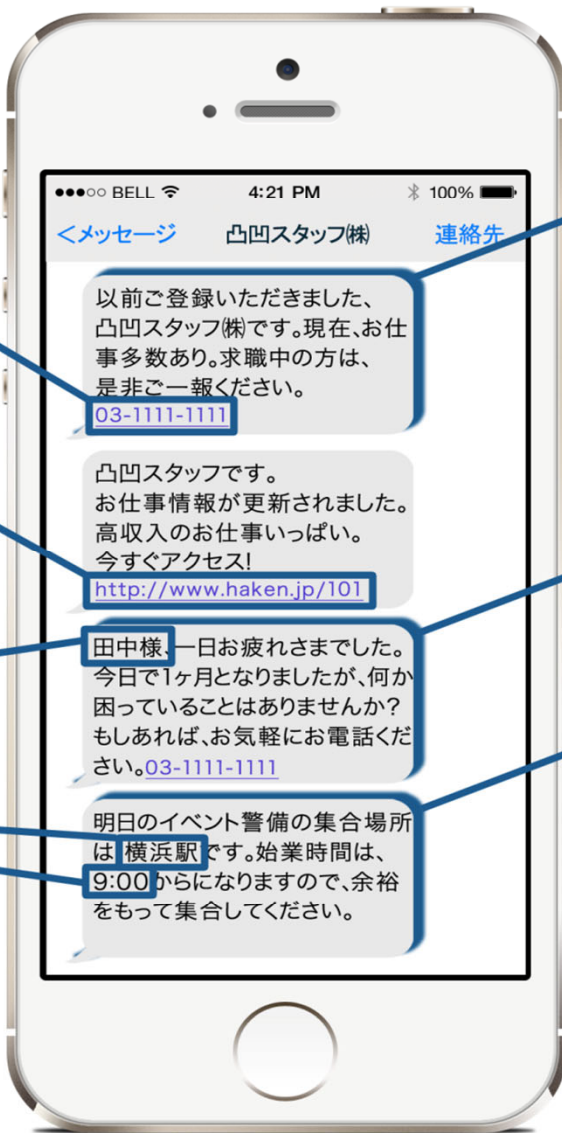 ●●●○○ BELL 4:21 PM 100%
<メッセージ 凸凹スタッフ㈱ 連絡先
以前ご登録いただきました、
凸凹スタッフ㈱です。現在、お仕
事多数あり。求職中の方は、
是非ご一報ください。
03-1111-1111
凸凹スタッフです。
お仕事情報が更新されました。
高収入のお仕事いっぱい。
今すぐアクセス!
http://www.haken.jp/101
田中様、一日お疲れさまでした。
今日で1ヶ月となりましたが、何か
困っていることはありませんか?
もしあれば、お気軽にお電話くだ
さい。03-1111-1111
明日のイベント警備の集合場所
は横浜駅です。始業時間は、
9:00からになりますので、余裕
をもって集合してください。